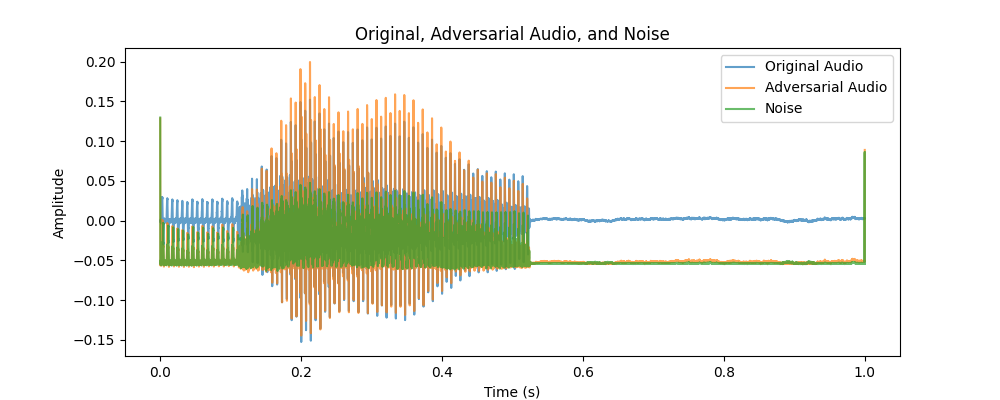 Original, Adversarial Audio, and Noise
Original Audio
Adversarial Audio
Noise
Amplitude
0.20
0.15
0.10
0.05
0.00
−0.05
−0.10
−0.15
0.0 0.2 0.4 0.6 0.8 1.0
Time (s)